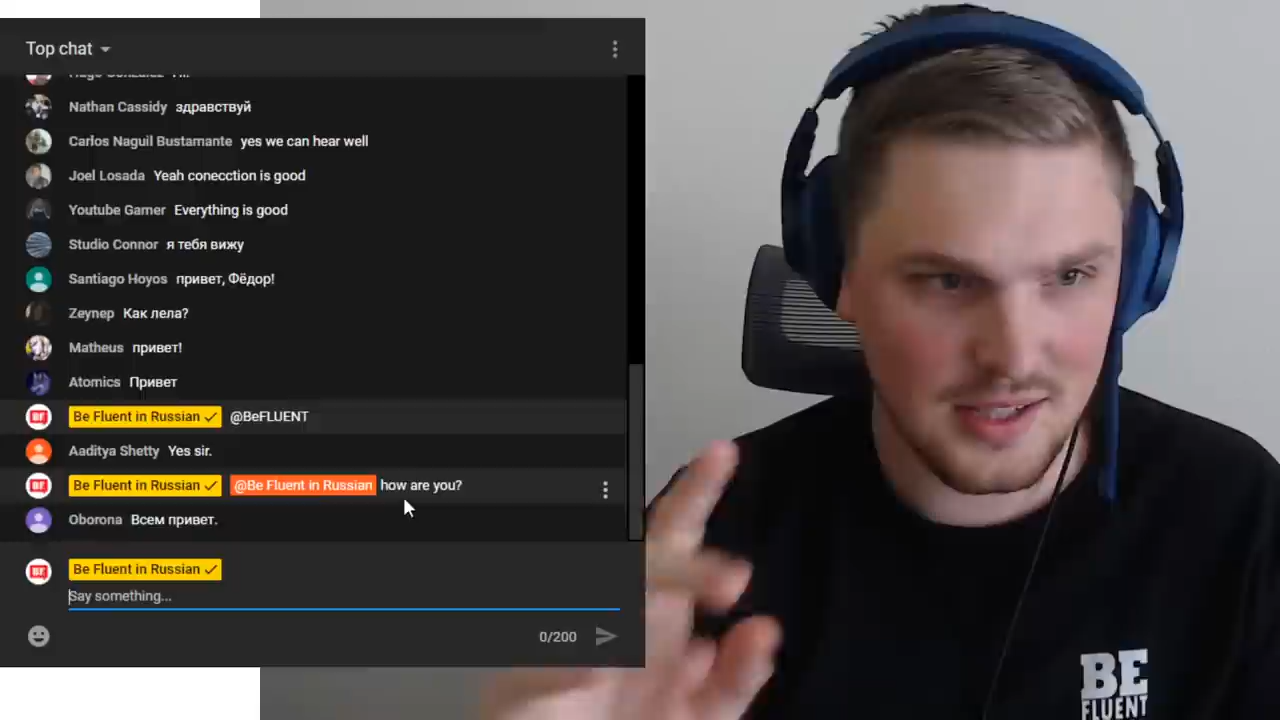 Top chat
Nathan Cassidy здравствуй
Carlos Naguil Bustamante yes we can hear well
Joel Losada Yeah conecction is good
Youtube Gamer Everything is good
Studio Connor я тебя вижу
Santiago Hoyos привет, Фёдор!
Zeynep Как лела?
Matheus привет!
Atomics Привет
Be Fluent in Russian @BeFLUENT
Aaditya Shetty Yes sir.
Be Fluent in Russian @Be Fluent in Russian how are you?
Oborona Всем привет.
Be Fluent in Russian
Say something...
0/200
BE
FLUENT